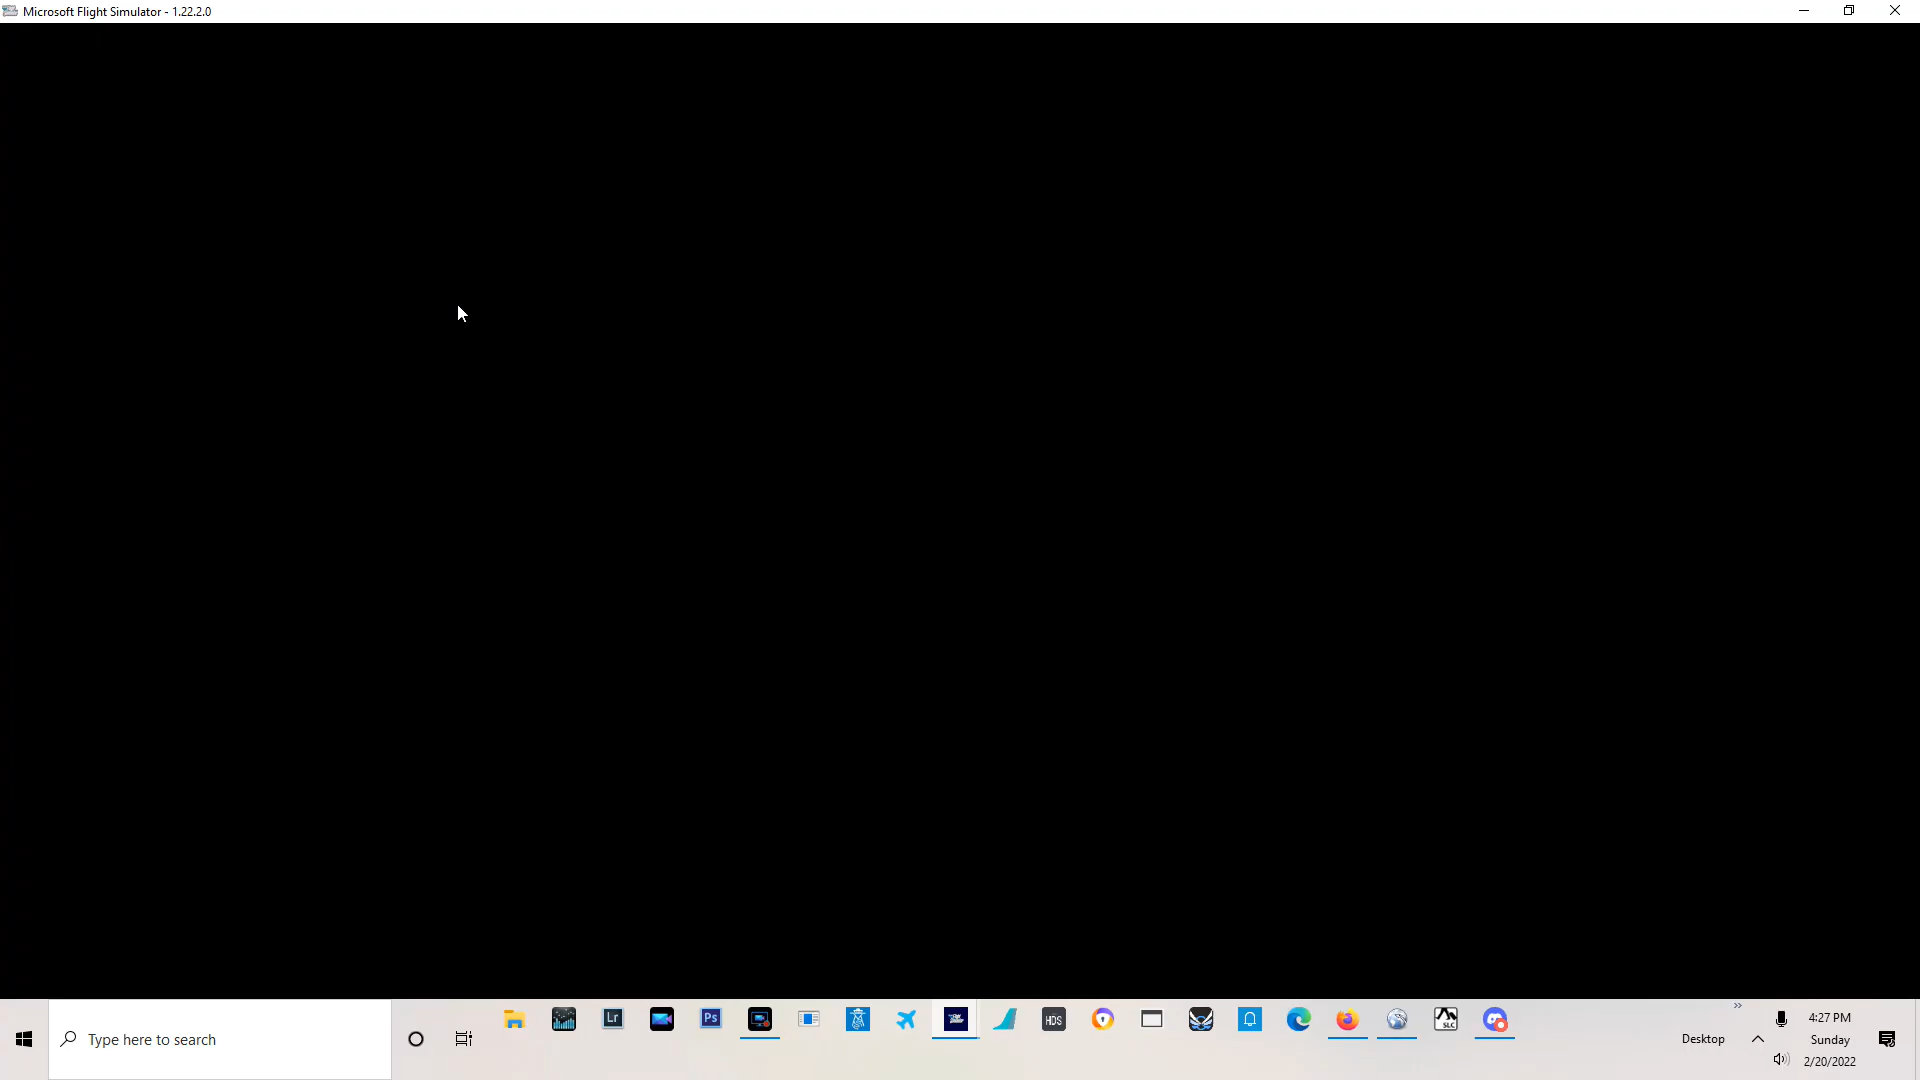 Microsoft Flight Simulator - 1.22.2.0
Type here to search
Lr
Ps
HDS
SLC
Desktop
4:27 PM
Sunday
2/20/2022